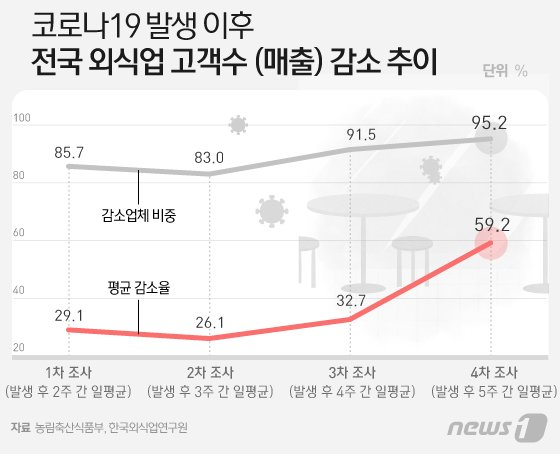 코로나19 발생 이후
전국 외식업 고객수 (매출) 감소 추이
단위 %
100
95.2
91.5
85.7
83.0
80
감소업체 비중
60
59.2
평균 감소율
40
29.1
26.1
32.7
20
1차 조사
2차 조사
3차 조사
4차 조사
(발생 후 2주 간 일평균)
(발생 후 3주 간 일평균)
(발생 후 4주 간 일평균)
(발생 후 5주 간 일평균)
자료 농림축산식품부, 한국외식업연구원
news1